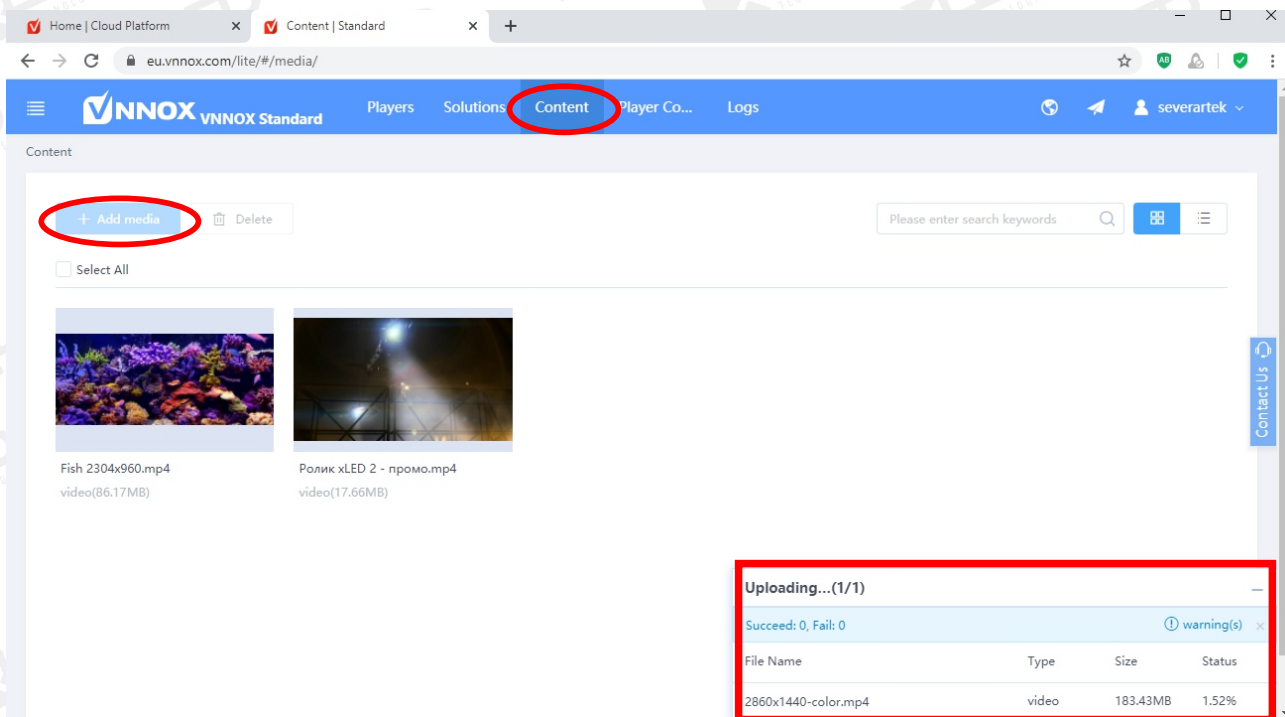 Home | Cloud Platform
Content | Standard
eu.vnnox.com/lite/#/media/
VNNOX VNNOX Standard
Players
Solutions
Content
Player Co...
Logs
severartek
Content
+ Add media
Delete
Please enter search keywords
Select All
Fish 2304x960.mp4
video(86.17MB)
Ролик xLED 2 - промо.mp4
video(17.66MB)
Contact Us
Uploading...(1/1)
Succeed: 0, Fail: 0
warning(s)
File Name Type Size Status
2860x1440-color.mp4 video 183.43MB 1.52%